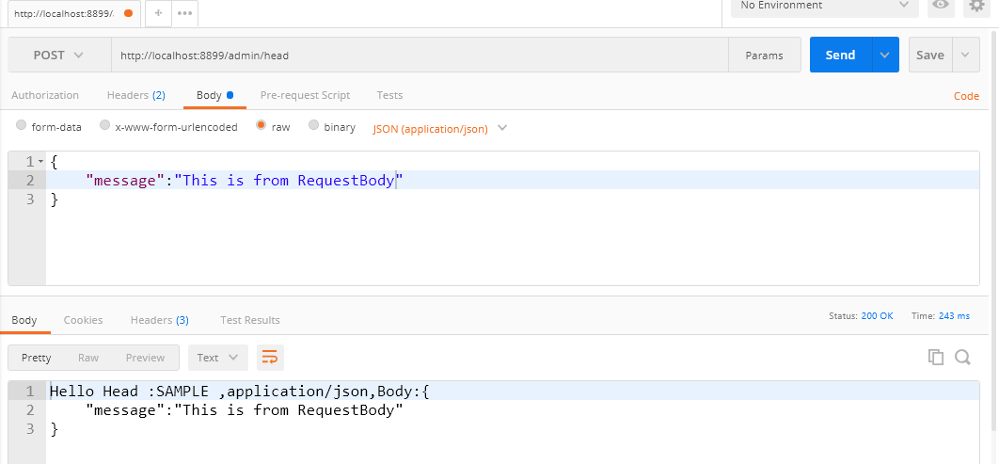 http://localhost:8899/ No Environment
POST http://localhost:8899/admin/head Params Send Save
Authorization Headers (2) Body Pre-request Script Tests Code
form-data x-www-form-urlencoded raw binary JSON (application/json)
1 {
2 "message":"This is from RequestBody"
3 }
Body Cookies Headers (3) Test Results Status: 200 OK Time: 243 ms
Pretty Raw Preview Text
1 Hello Head :SAMPLE ,application/json,Body:{
2 "message":"This is from RequestBody"
3 }